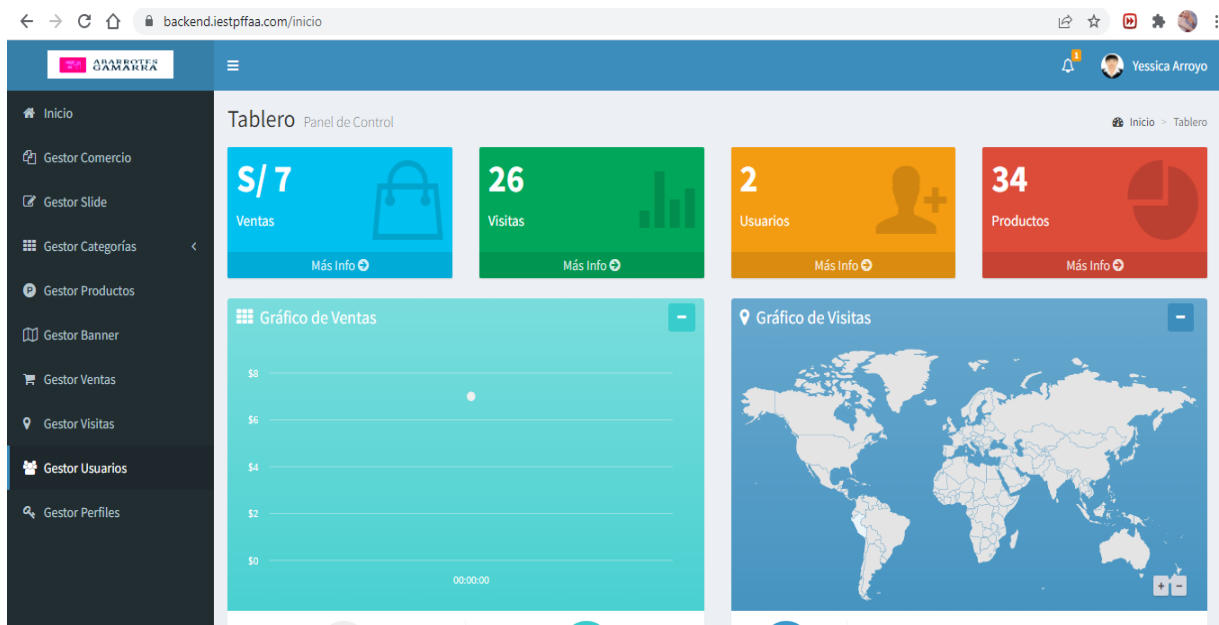 backend.iestpffaa.com/inicio
ABARROTES
GAMARRA
1
Yessica Arroyo
Inicio
Gestor Comercio
Gestor Slide
Gestor Categorías
Gestor Productos
Gestor Banner
Gestor Ventas
Gestor Visitas
Gestor Usuarios
Gestor Perfiles
Tablero Panel de Control
Inicio > Tablero
S/ 7
Ventas
Más Info
26
Visitas
Más Info
2
Usuarios
Más Info
34
Productos
Más Info
Gráfico de Ventas
-
$8
$6
$4
$2
$0
00:00:00
Gráfico de Visitas
-
+ −